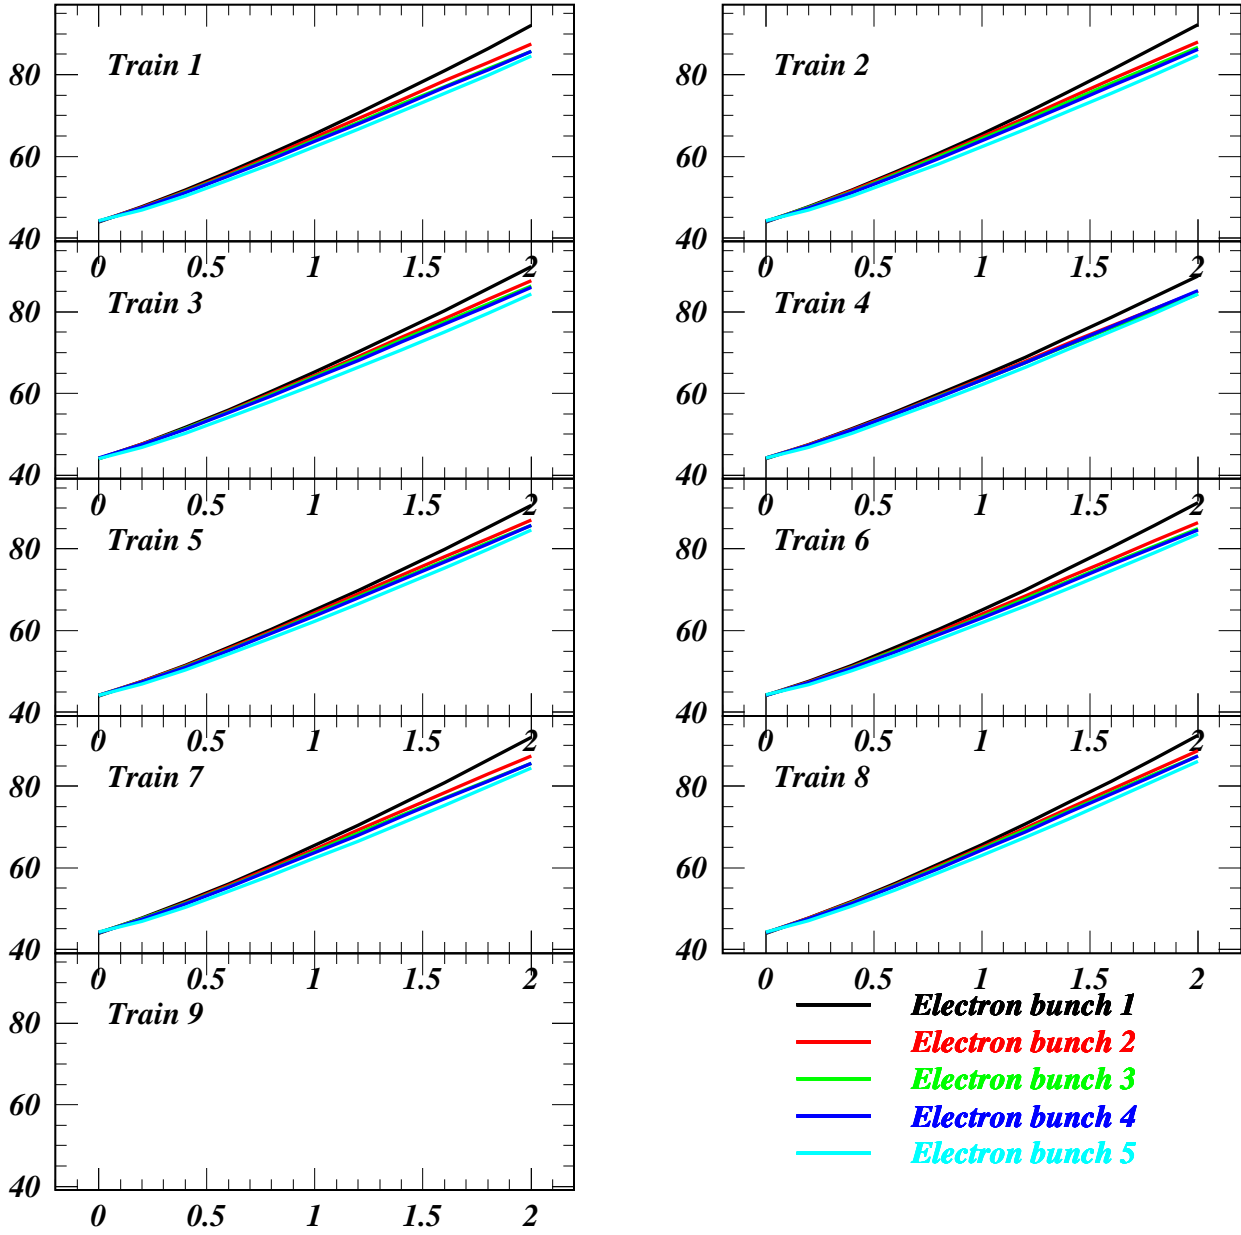 Train 1
80
60
40
0 0.5 1 1.5 2
Train 2
80
60
40
0 0.5 1 1.5 2
Train 3
80
60
40
0 0.5 1 1.5 2
Train 4
80
60
40
0 0.5 1 1.5 2
Train 5
80
60
40
0 0.5 1 1.5 2
Train 6
80
60
40
0 0.5 1 1.5 2
Train 7
80
60
40
0 0.5 1 1.5 2
Train 8
80
60
40
0 0.5 1 1.5 2
Train 9
80
60
40
0 0.5 1 1.5 2
Electron bunch 1
Electron bunch 2
Electron bunch 3
Electron bunch 4
Electron bunch 5